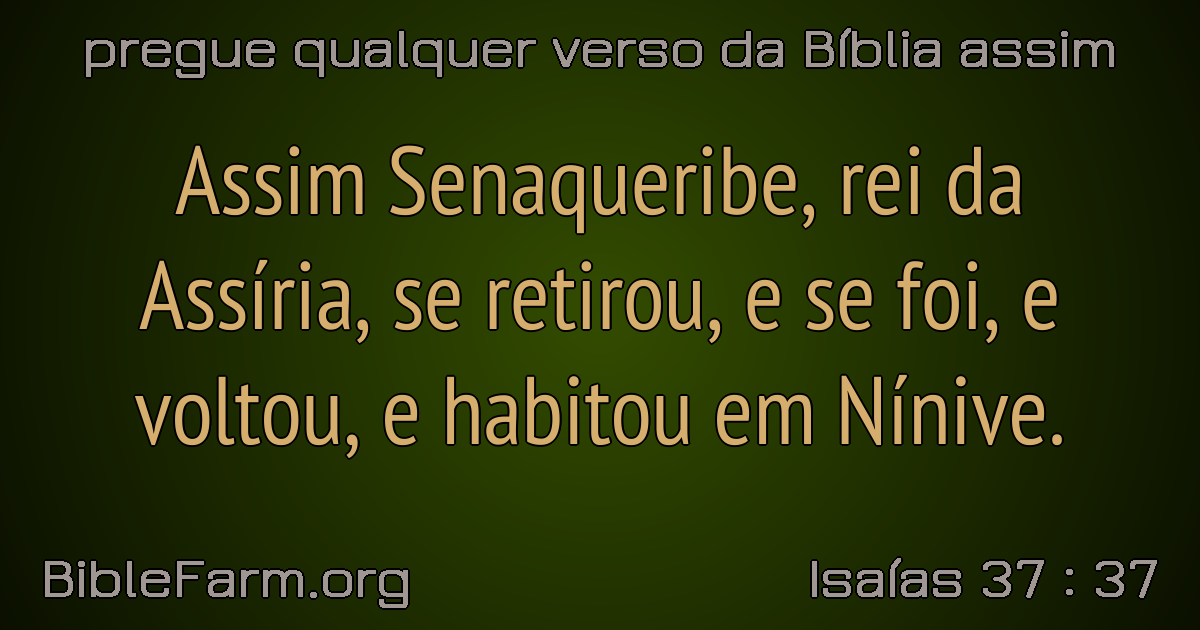 pregue qualquer verso da Bíblia assim
Assim Senaqueribe, rei da
Assíria, se retirou, e se foi, e
voltou, e habitou em Nínive.
BibleFarm.org
Isaías 37 : 37